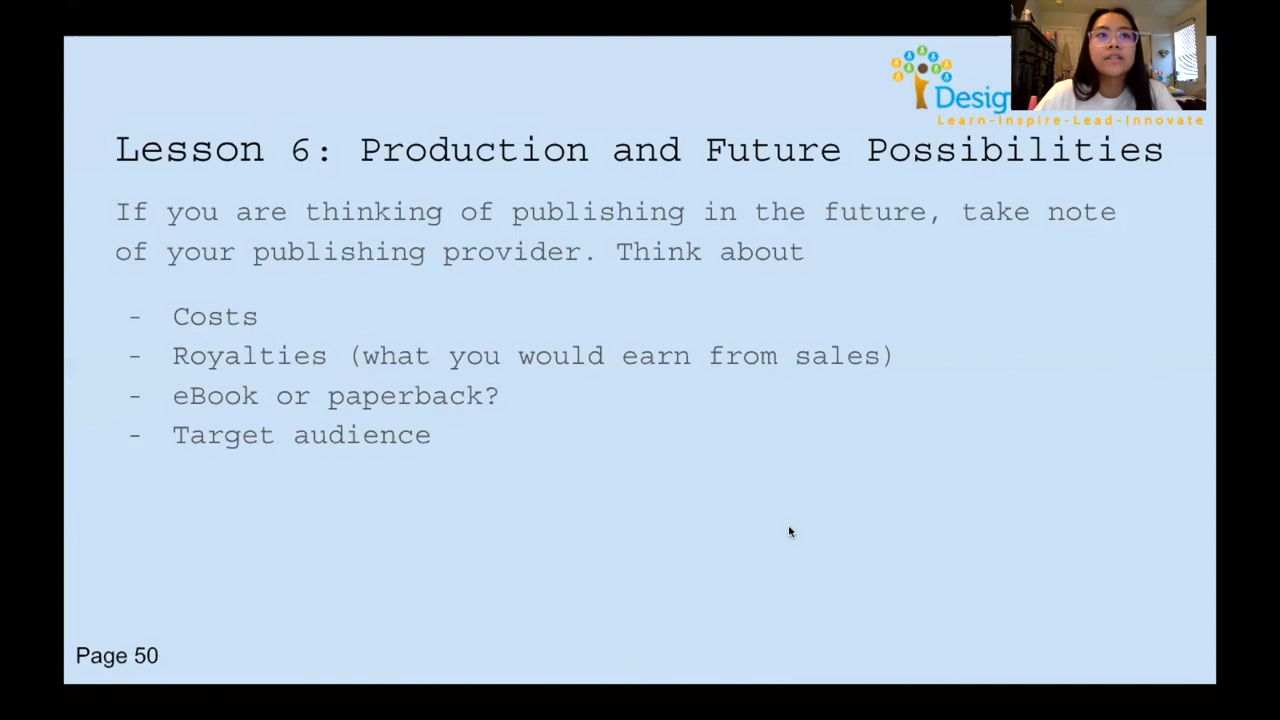 Desig
Learn-Inspire-Lead-Innovate
Lesson 6: Production and Future Possibilities
If you are thinking of publishing in the future, take note
of your publishing provider. Think about
- Costs
- Royalties (what you would earn from sales)
- eBook or paperback?
- Target audience
Page 50